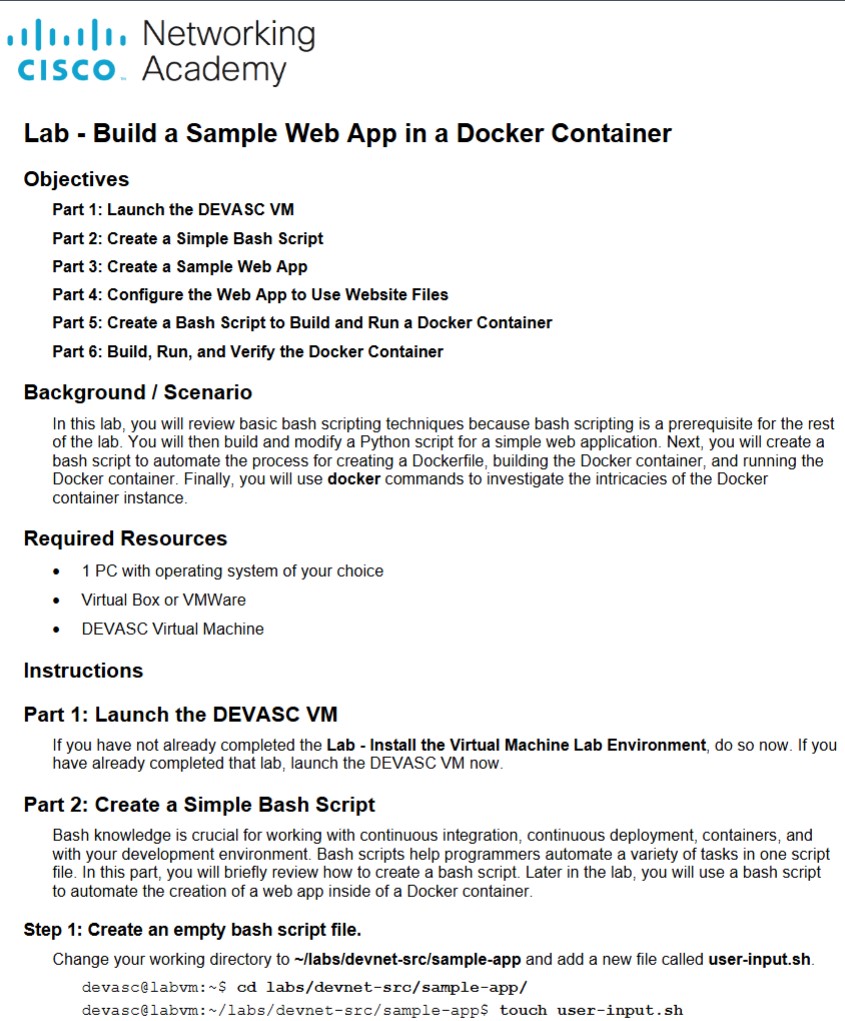 Networking
CISCO Academy
Lab - Build a Sample Web App in a Docker Container
Objectives
Part 1: Launch the DEVASC VM
Part 2: Create a Simple Bash Script
Part 3: Create a Sample Web App
Part 4: Configure the Web App to Use Website Files
Part 5: Create a Bash Script to Build and Run a Docker Container
Part 6: Build, Run, and Verify the Docker Container
Background / Scenario
In this lab, you will review basic bash scripting techniques because bash scripting is a prerequisite for the rest
of the lab. You will then build and modify a Python script for a simple web application. Next, you will create a
bash script to automate the process for creating a Dockerfile, building the Docker container, and running the
Docker container. Finally, you will use docker commands to investigate the intricacies of the Docker
container instance.
Required Resources
• 1 PC with operating system of your choice
• Virtual Box or VMWare
• DEVASC Virtual Machine
Instructions
Part 1: Launch the DEVASC VM
If you have not already completed the Lab - Install the Virtual Machine Lab Environment, do so now. If you
have already completed that lab, launch the DEVASC VM now.
Part 2: Create a Simple Bash Script
Bash knowledge is crucial for working with continuous integration, continuous deployment, containers, and
with your development environment. Bash scripts help programmers automate a variety of tasks in one script
file. In this part, you will briefly review how to create a bash script. Later in the lab, you will use a bash script
to automate the creation of a web app inside of a Docker container.
Step 1: Create an empty bash script file.
Change your working directory to ~/labs/devnet-src/sample-app and add a new file called user-input.sh.
devasc@labvm:~$ cd labs/devnet-src/sample-app/
devasc@labvm:~/labs/devnet-src/sample-app$ touch user-input.sh